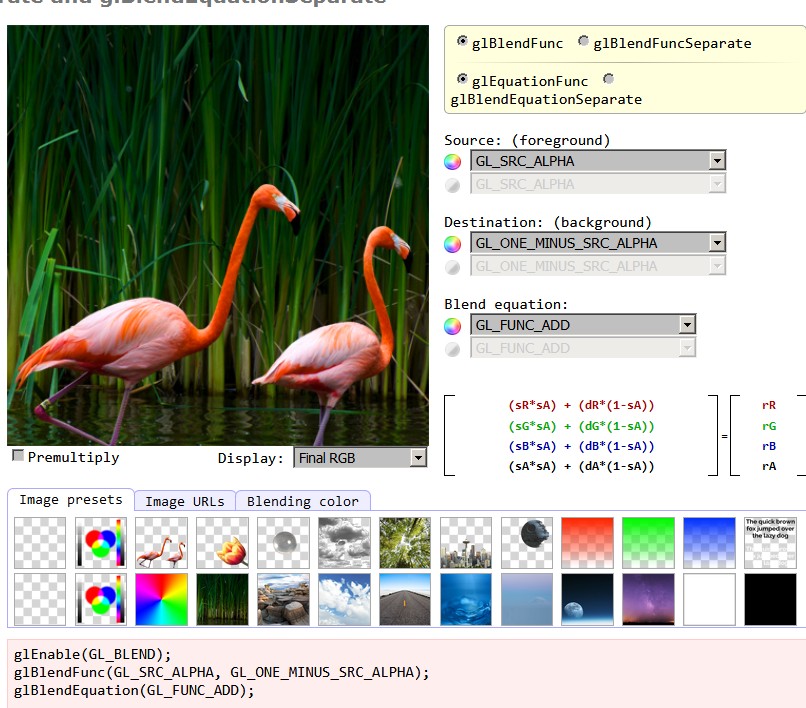 rate and glBlendEquationSeparate
glBlendFunc glBlendFuncSeparate
glEquationFunc
glBlendEquationSeparate
Source: (foreground)
GL_SRC_ALPHA
GL_SRC_ALPHA
Destination: (background)
GL_ONE_MINUS_SRC_ALPHA
GL_ONE_MINUS_SRC_ALPHA
Blend equation:
GL_FUNC_ADD
GL_FUNC_ADD
(sR*sA) + (dR*(1-sA)) rR
(sG*sA) + (dG*(1-sA)) rG
= 
(sB*sA) + (dB*(1-sA)) rB
(sA*sA) + (dA*(1-sA)) rA
Premultiply Display: Final RGB
Image presets Image URLs Blending color
The quick brown
fox jumped over
the lazy dog
glEnable(GL_BLEND);
glBlendFunc(GL_SRC_ALPHA, GL_ONE_MINUS_SRC_ALPHA);
glBlendEquation(GL_FUNC_ADD);